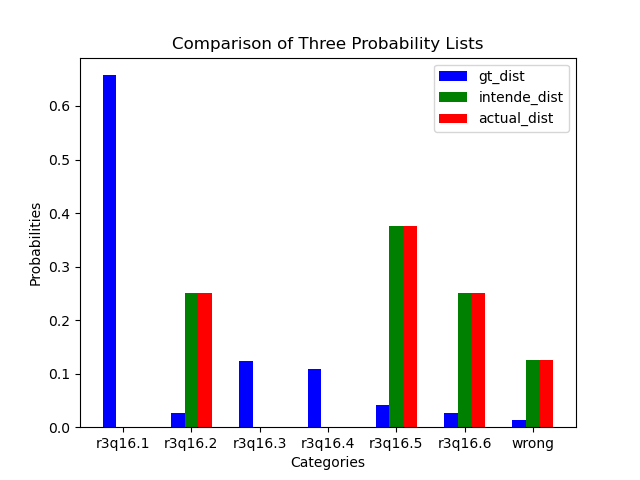 Comparison of Three Probability Lists
gt_dist
intende_dist
actual_dist
Probabilities
0.6
0.5
0.4
0.3
0.2
0.1
0.0
r3q16.1 r3q16.2 r3q16.3 r3q16.4 r3q16.5 r3q16.6 wrong
Categories